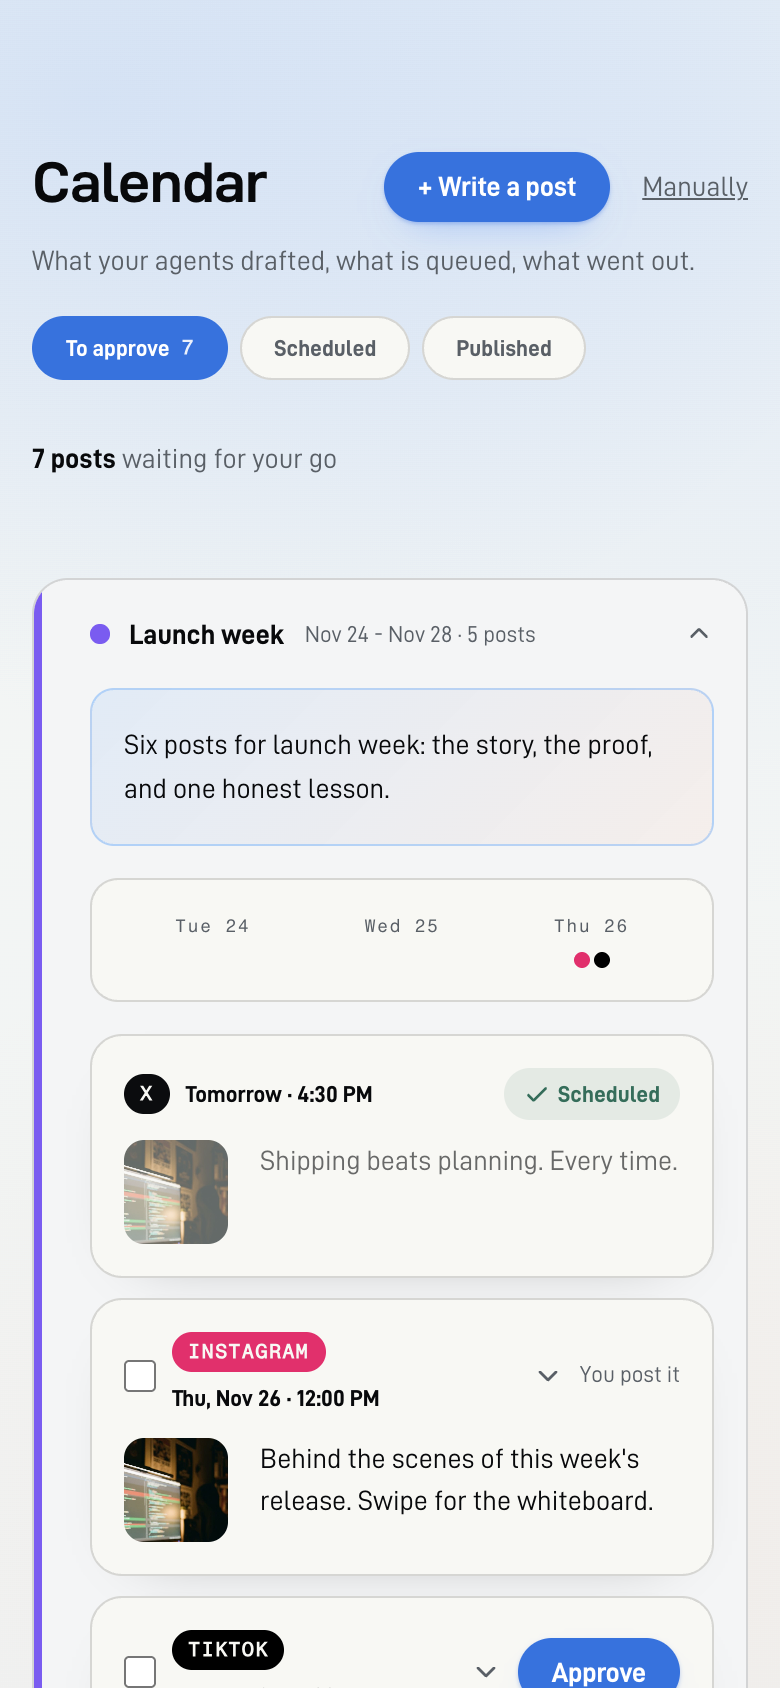 Calendar
+ Write a post
Manually
What your agents drafted, what is queued, what went out.
To approve 7
Scheduled
Published
7 posts waiting for your go
Launch week
Nov 24 - Nov 28 · 5 posts
Six posts for launch week: the story, the proof,
and one honest lesson.
Tue 24
Wed 25
Thu 26
X
Tomorrow · 4:30 PM
Scheduled
Shipping beats planning. Every time.
INSTAGRAM
Thu, Nov 26 · 12:00 PM
You post it
Behind the scenes of this week's
release. Swipe for the whiteboard.
TIKTOK
Approve